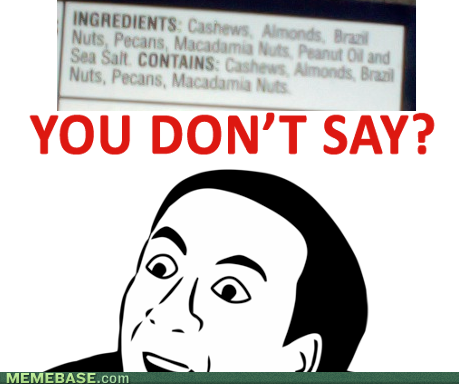 INGREDIENTS: Cashews, Almonds, Brazil
Nuts, Pecans, Macadamia Nuts, Peanut Oil and
Sea Salt. CONTAINS: Cashews, Almonds, Brazil
Nuts, Pecans, Macadamia Nuts.
YOU DON'T SAY?
MEMEBASE.com